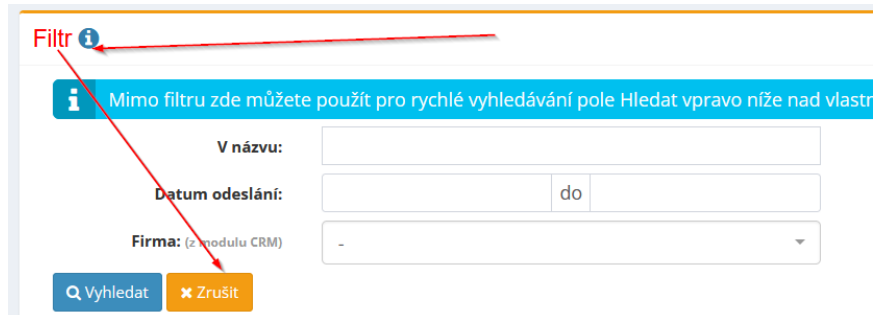 Filtr
Mimo filtru zde můžete použít pro rychlé vyhledávání pole Hledat vpravo níže nad
V názvu:
Datum odeslání:
do
Firma: (z modulu CRM)
-
Vyhledat
Zrušit